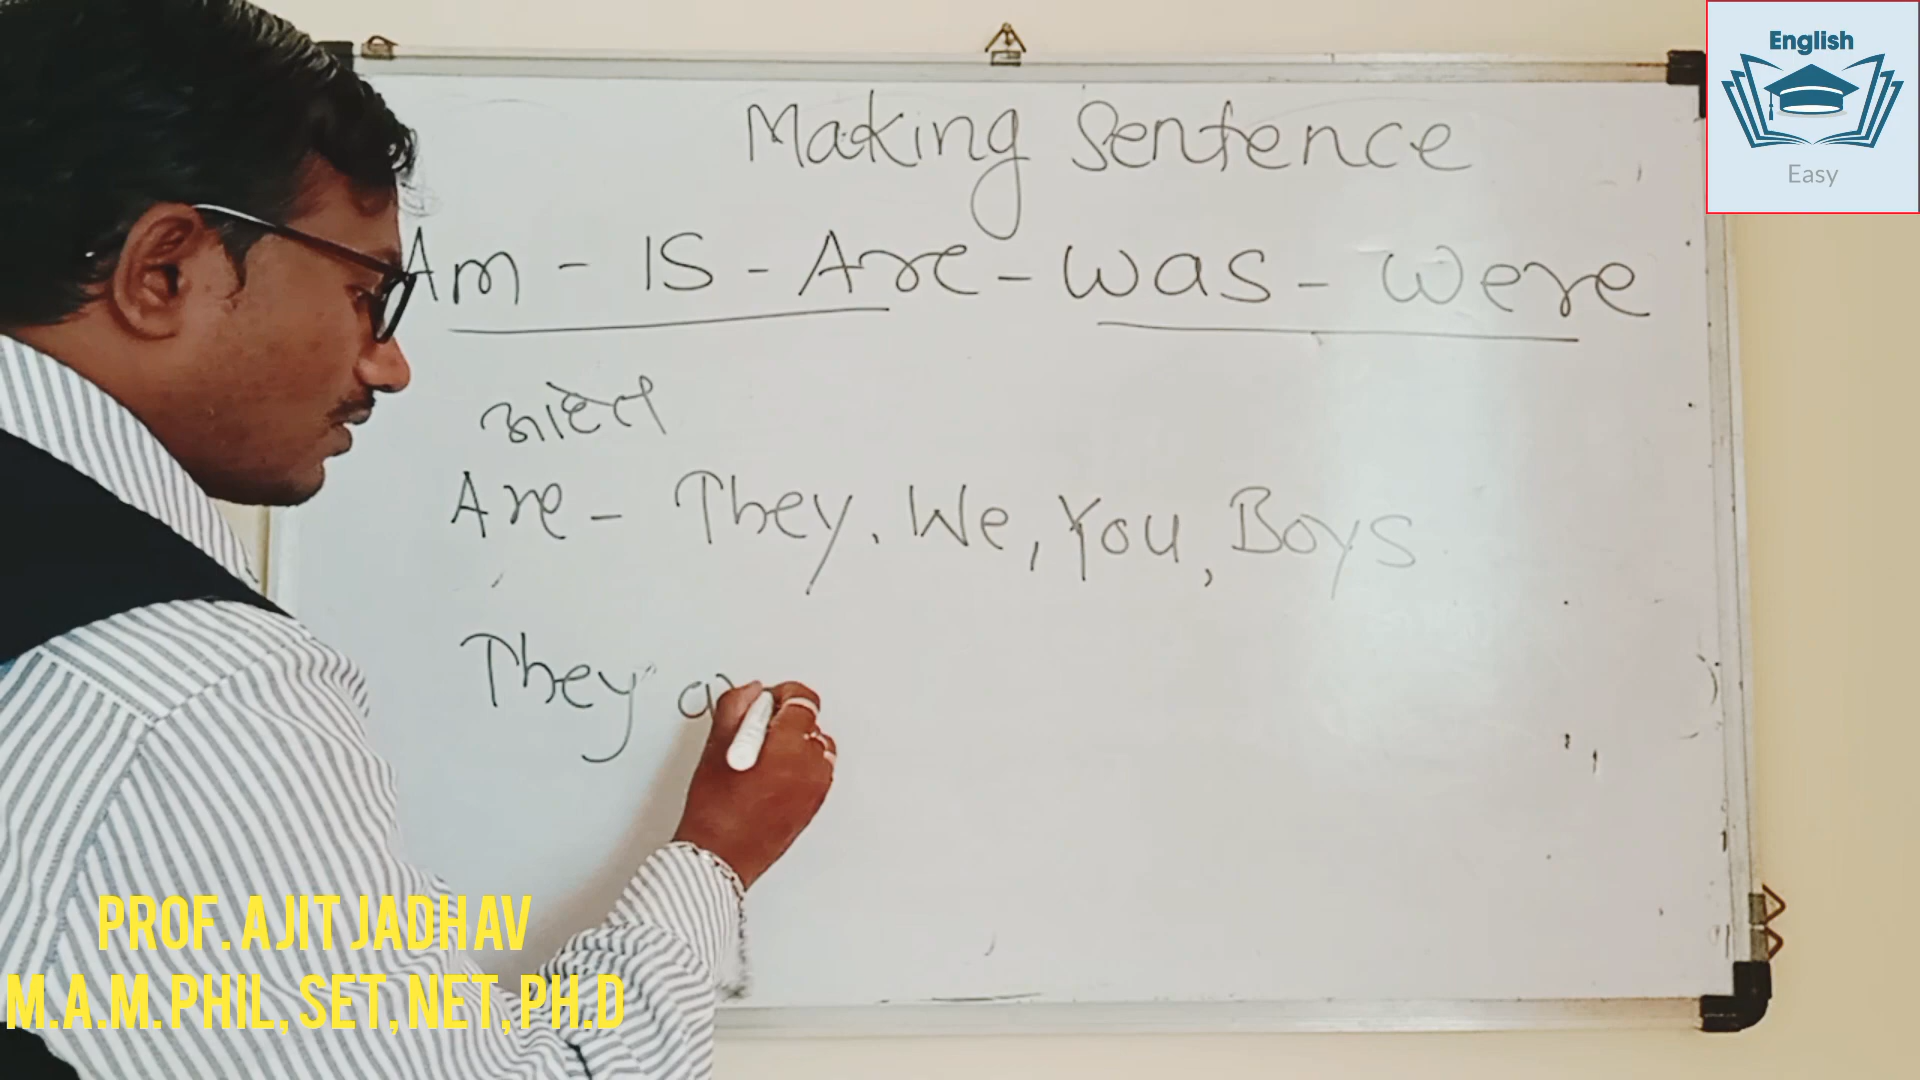 English
Easy
Making Sentence
Am - IS - Are - was - Were
आहेत
Are - They. We, You, Boys
They a
PROF. AJIT JADHAV
M.A.M. PHIL, SET, NET, PH.D